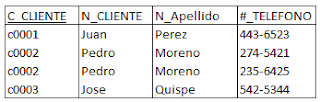 C_CLIENTE N_CLIENTE N_Apellido #_TELEFONO
c0001 Juan Perez 443-6523
c0002 Pedro Moreno 274-5421
c0002 Pedro Moreno 235-6425
c0003 Jose Quispe 542-5344